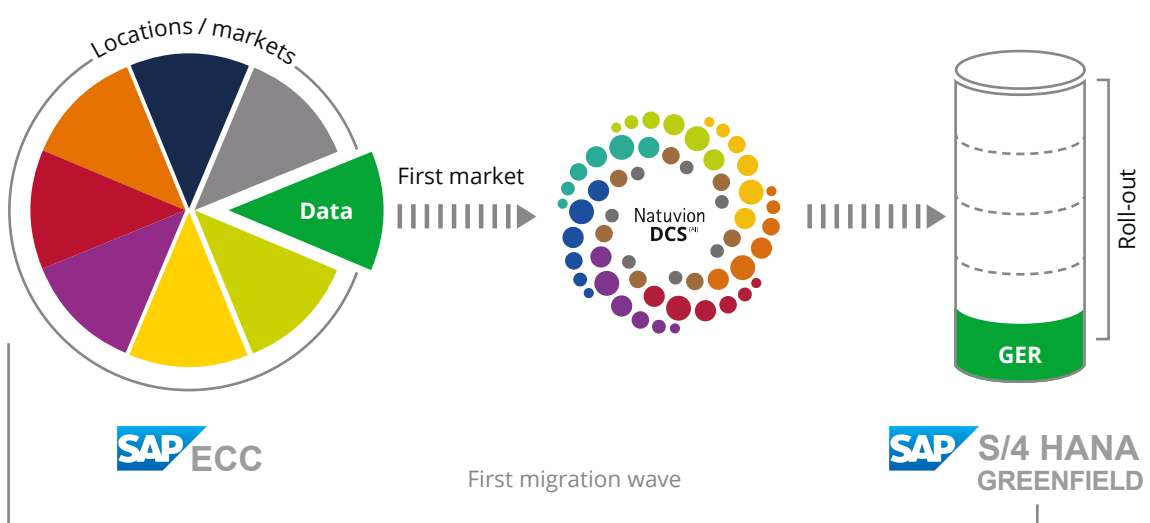 Locations / markets
First market
Data
Natuvion
DCS (AI)
Roll-out
GER
SAP ECC
SAP S/4 HANA
GREENFIELD
First migration wave